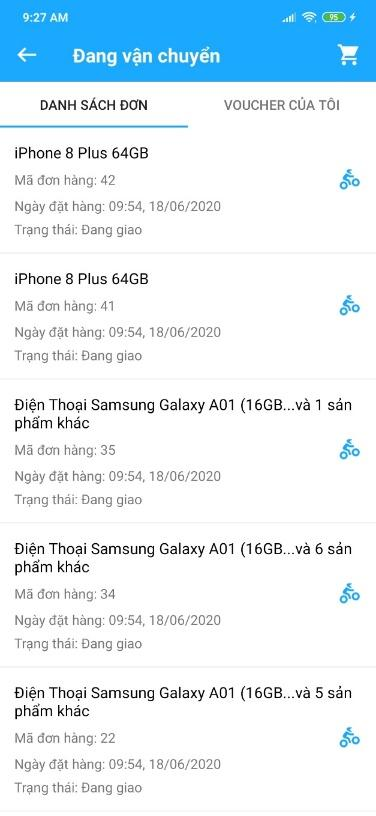 9:27 AM
95
Đang vận chuyển
DANH SÁCH ĐƠN
VOUCHER CỦA TÔI
iPhone 8 Plus 64GB
Mã đơn hàng: 42
Ngày đặt hàng: 09:54, 18/06/2020
Trạng thái: Đang giao
iPhone 8 Plus 64GB
Mã đơn hàng: 41
Ngày đặt hàng: 09:54, 18/06/2020
Trạng thái: Đang giao
Điện Thoại Samsung Galaxy A01 (16GB...và 1 sản
phẩm khác
Mã đơn hàng: 35
Ngày đặt hàng: 09:54, 18/06/2020
Trạng thái: Đang giao
Điện Thoại Samsung Galaxy A01 (16GB...và 6 sản
phẩm khác
Mã đơn hàng: 34
Ngày đặt hàng: 09:54, 18/06/2020
Trạng thái: Đang giao
Điện Thoại Samsung Galaxy A01 (16GB...và 5 sản
phẩm khác
Mã đơn hàng: 22
Ngày đặt hàng: 09:54, 18/06/2020
Trạng thái: Đang giao